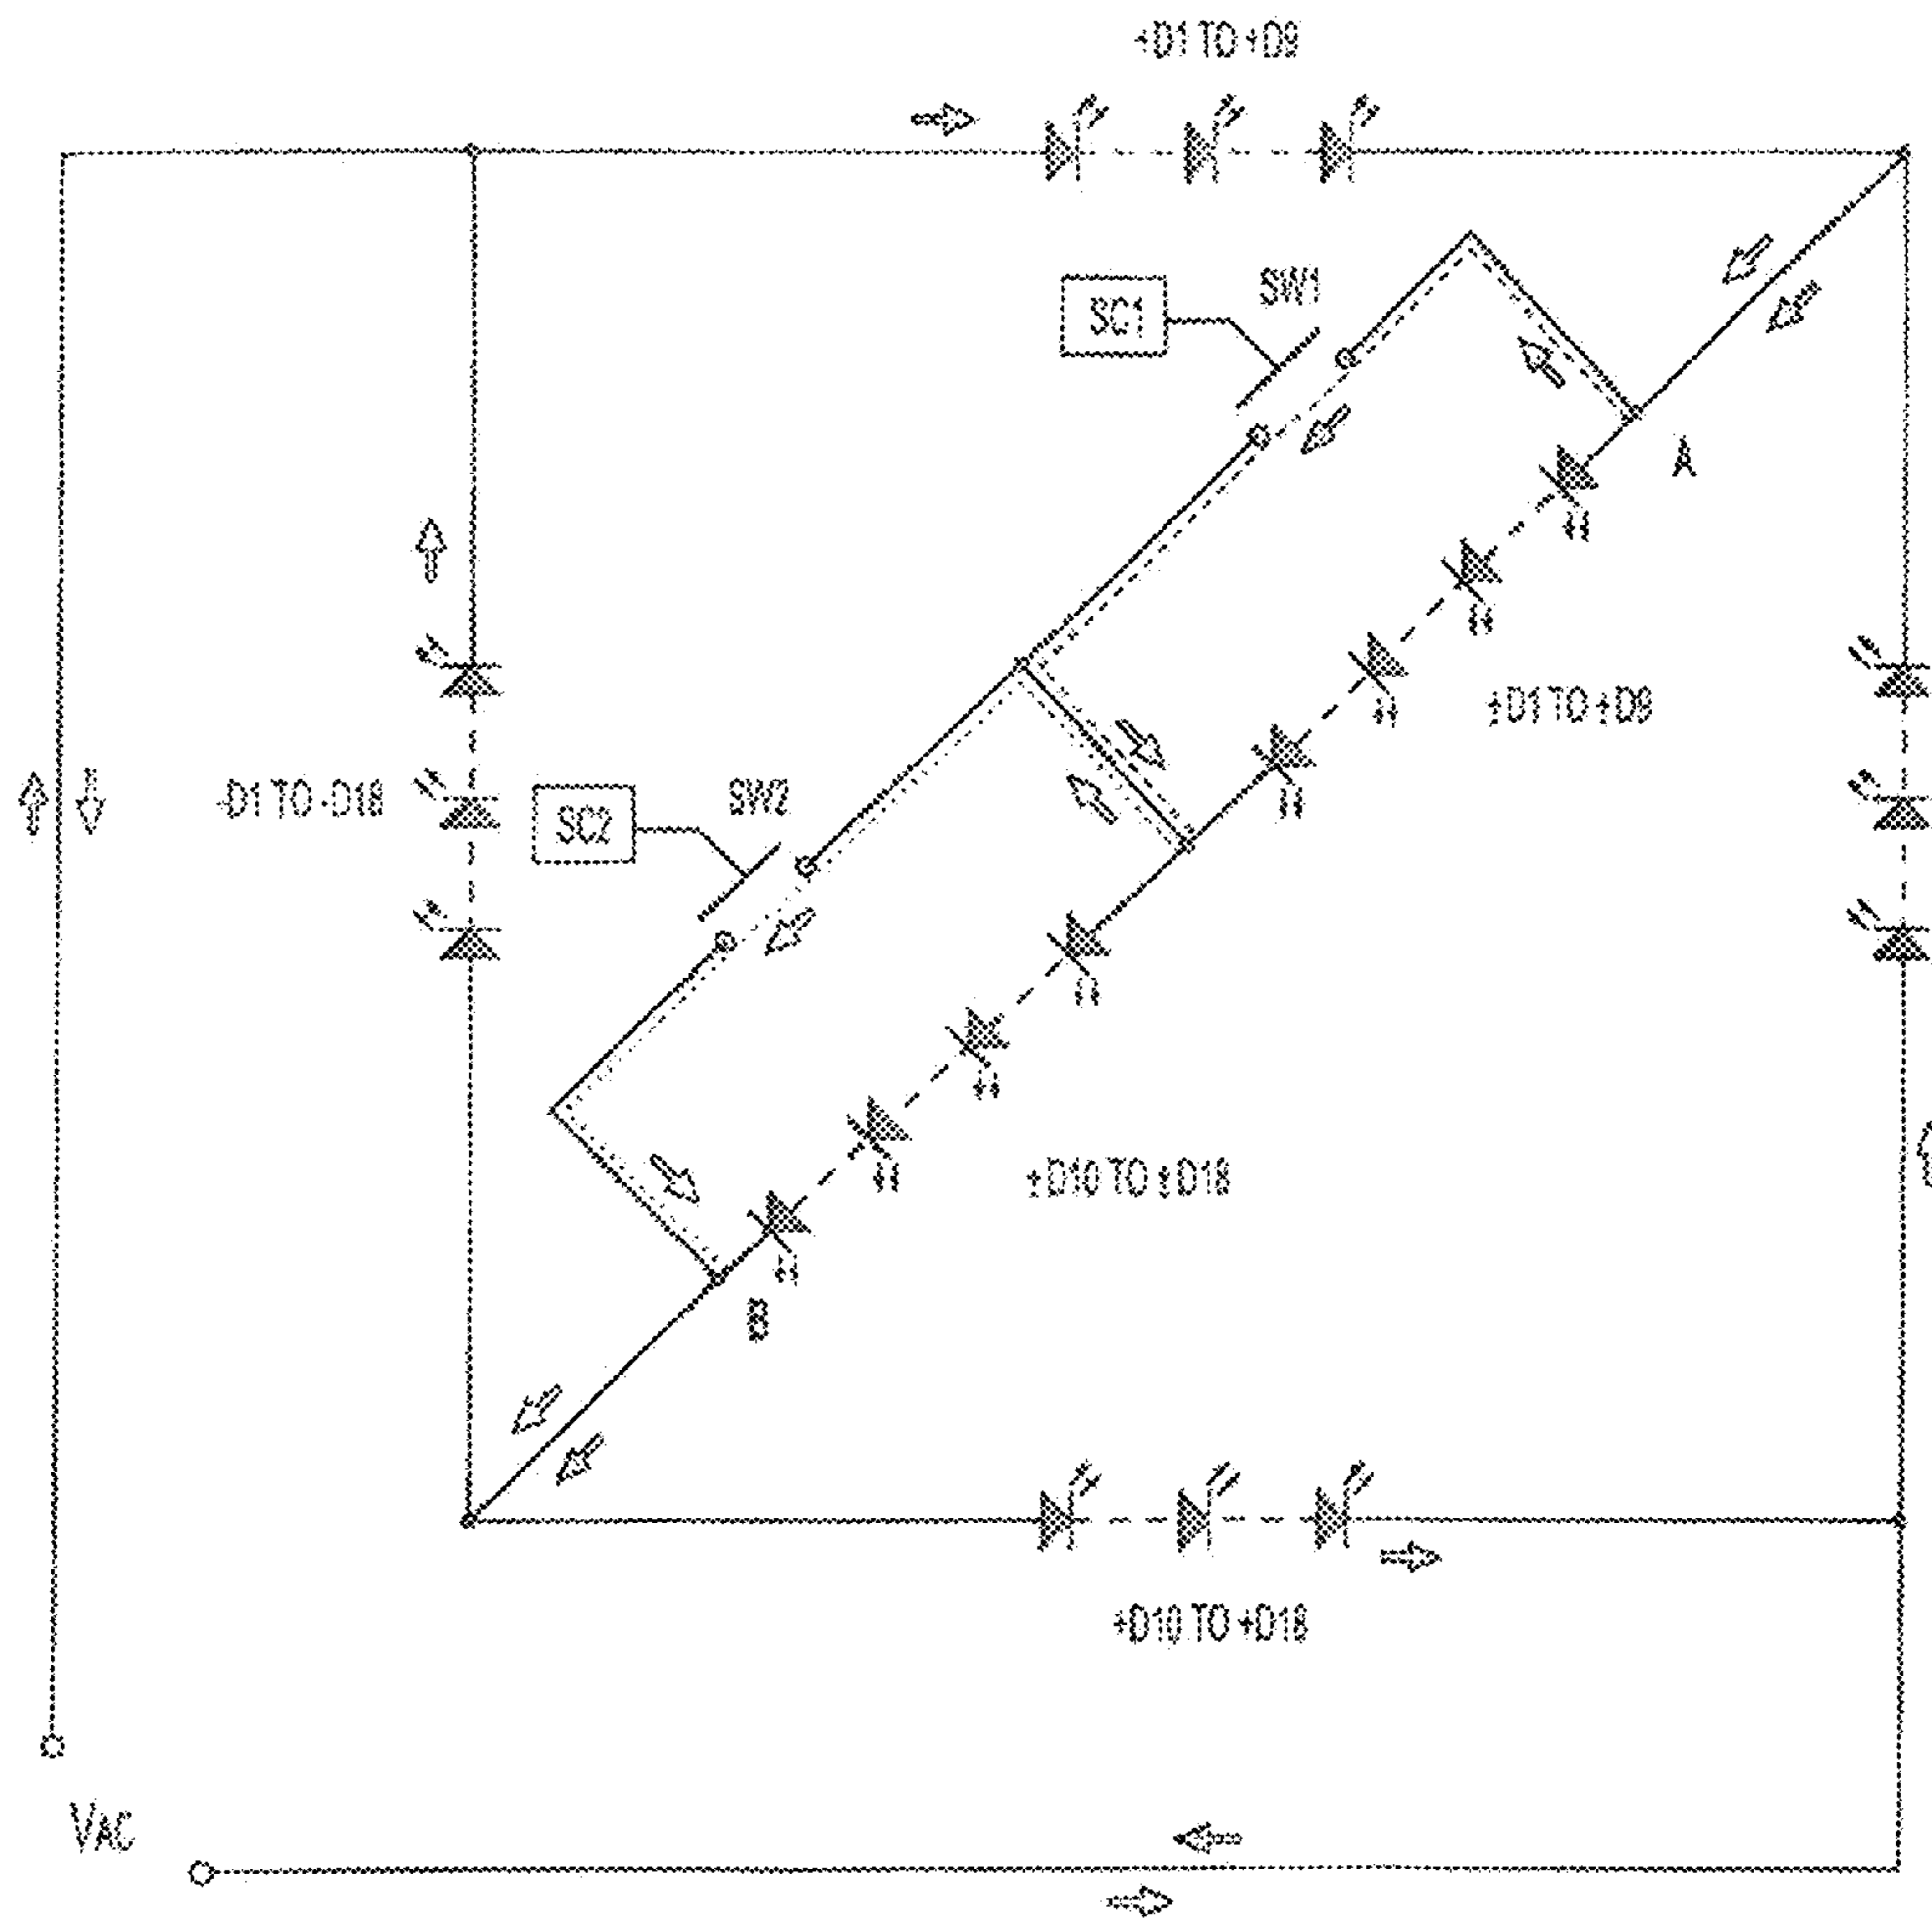 +D1 TO +D9
SW1
SC1
A
±D1 TO ±D9
-D1 TO -D18
SW2
SC2
±D10 TO ±D18
B
+D10 TO +D18
VAC